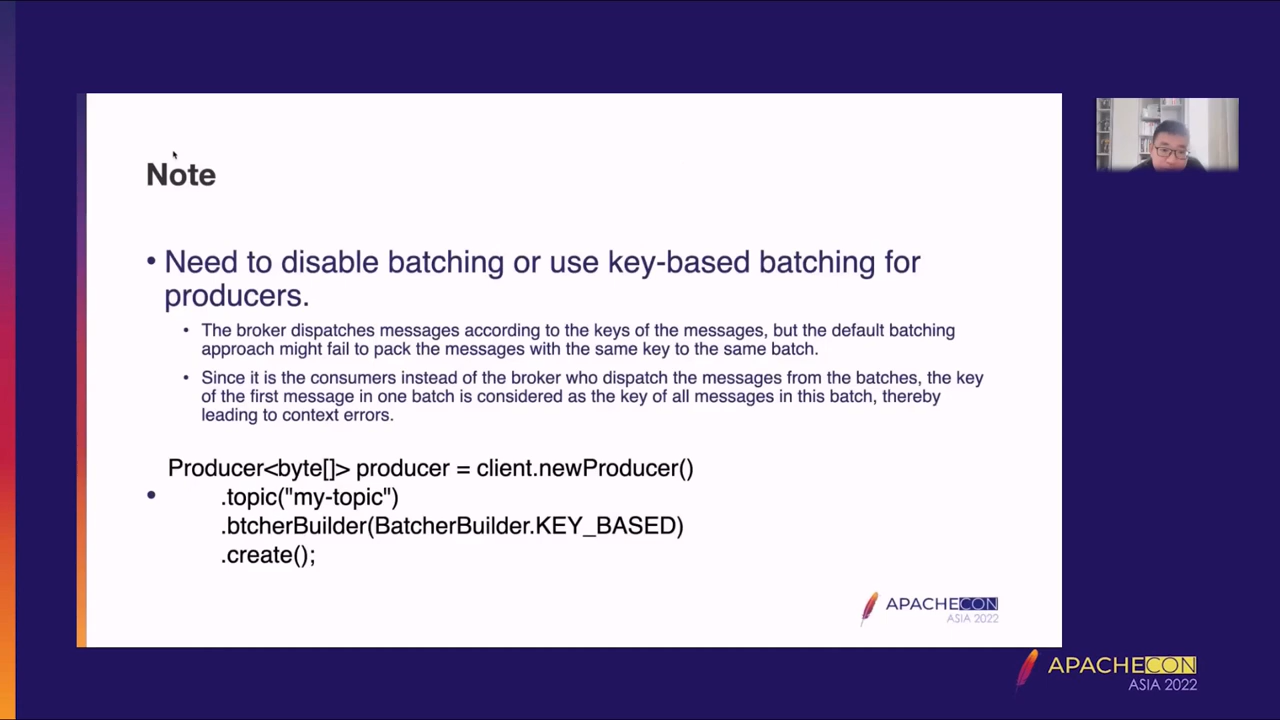 Note
• Need to disable batching or use key-based batching for
producers.
• The broker dispatches messages according to the keys of the messages, but the default batching
approach might fail to pack the messages with the same key to the same batch.
• Since it is the consumers instead of the broker who dispatch the messages from the batches, the key
of the first message in one batch is considered as the key of all messages in this batch, thereby
leading to context errors.
Producer<byte[]> producer = client.newProducer()
• .topic("my-topic")
.btcherBuilder(BatcherBuilder.KEY_BASED)
.create();
APACHECON
ASIA 2022
APACHECON
ASIA 2022